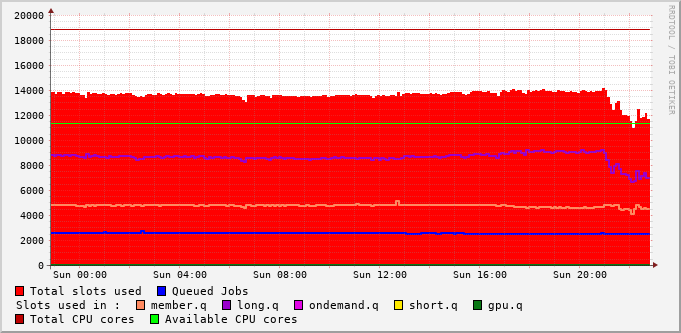 20000
18000
16000
14000
12000
10000
8000
6000
4000
2000
0
Sun 00:00 Sun 04:00 Sun 08:00 Sun 12:00 Sun 16:00 Sun 20:00
Total slots used Queued Jobs
Slots used in : member.q long.q ondemand.q short.q gpu.q
Total CPU cores Available CPU cores
RRDTOOL / TOBI OETIKER